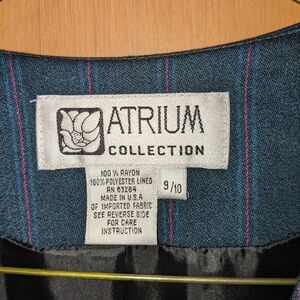 ATRIUM
COLLECTION
100% RAYON
100% POLYESTER LINED
RN 63264
MADE IN U.S.A
OF IMPORTED FABRIC
SEE REVERSE SIDE
FOR CARE
INSTRUCTION
9/10